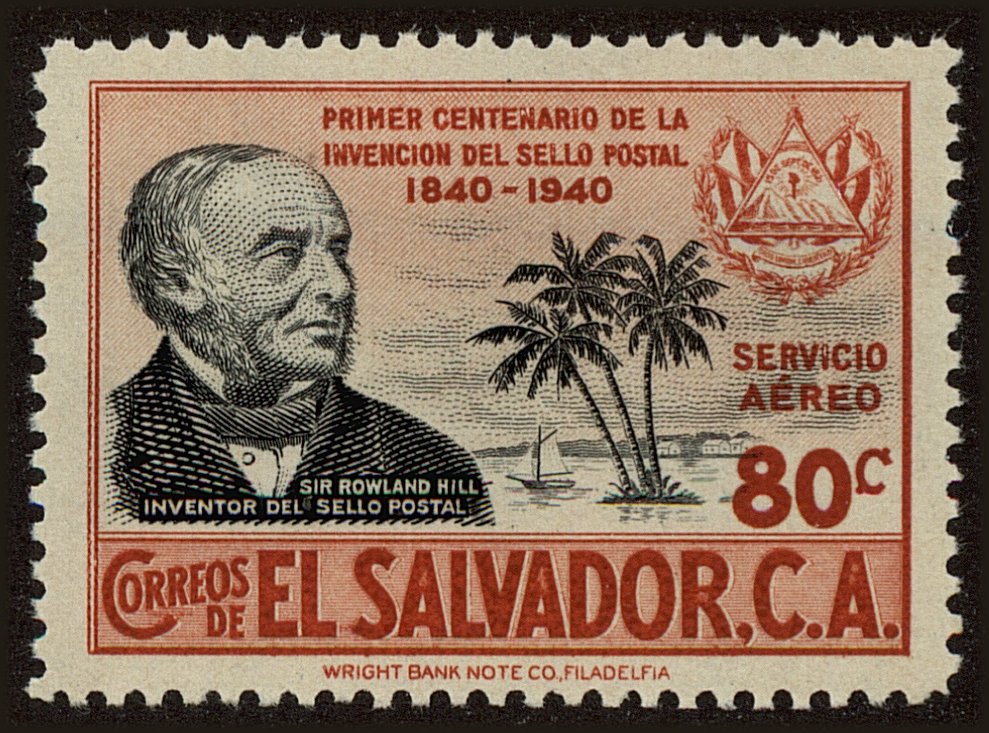 PRIMER CENTENARIO DE LA
INVENCION DEL SELLO POSTAL
1840 - 1940
SERVICIO
AÉREO
80c
SIR ROWLAND HILL
INVENTOR DEL SELLO POSTAL
CORREOS
DE
EL SALVADOR, C.A.
WRIGHT BANK NOTE CO., FILADELFIA